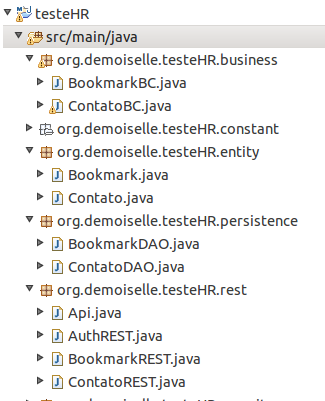 testeHR
src/main/java
org.demoiselle.testeHR.business
BookmarkBC.java
ContatoBC.java
org.demoiselle.testeHR.constant
org.demoiselle.testeHR.entity
Bookmark.java
Contato.java
org.demoiselle.testeHR.persistence
BookmarkDAO.java
ContatoDAO.java
org.demoiselle.testeHR.rest
Api.java
AuthREST.java
BookmarkREST.java
ContatoREST.java